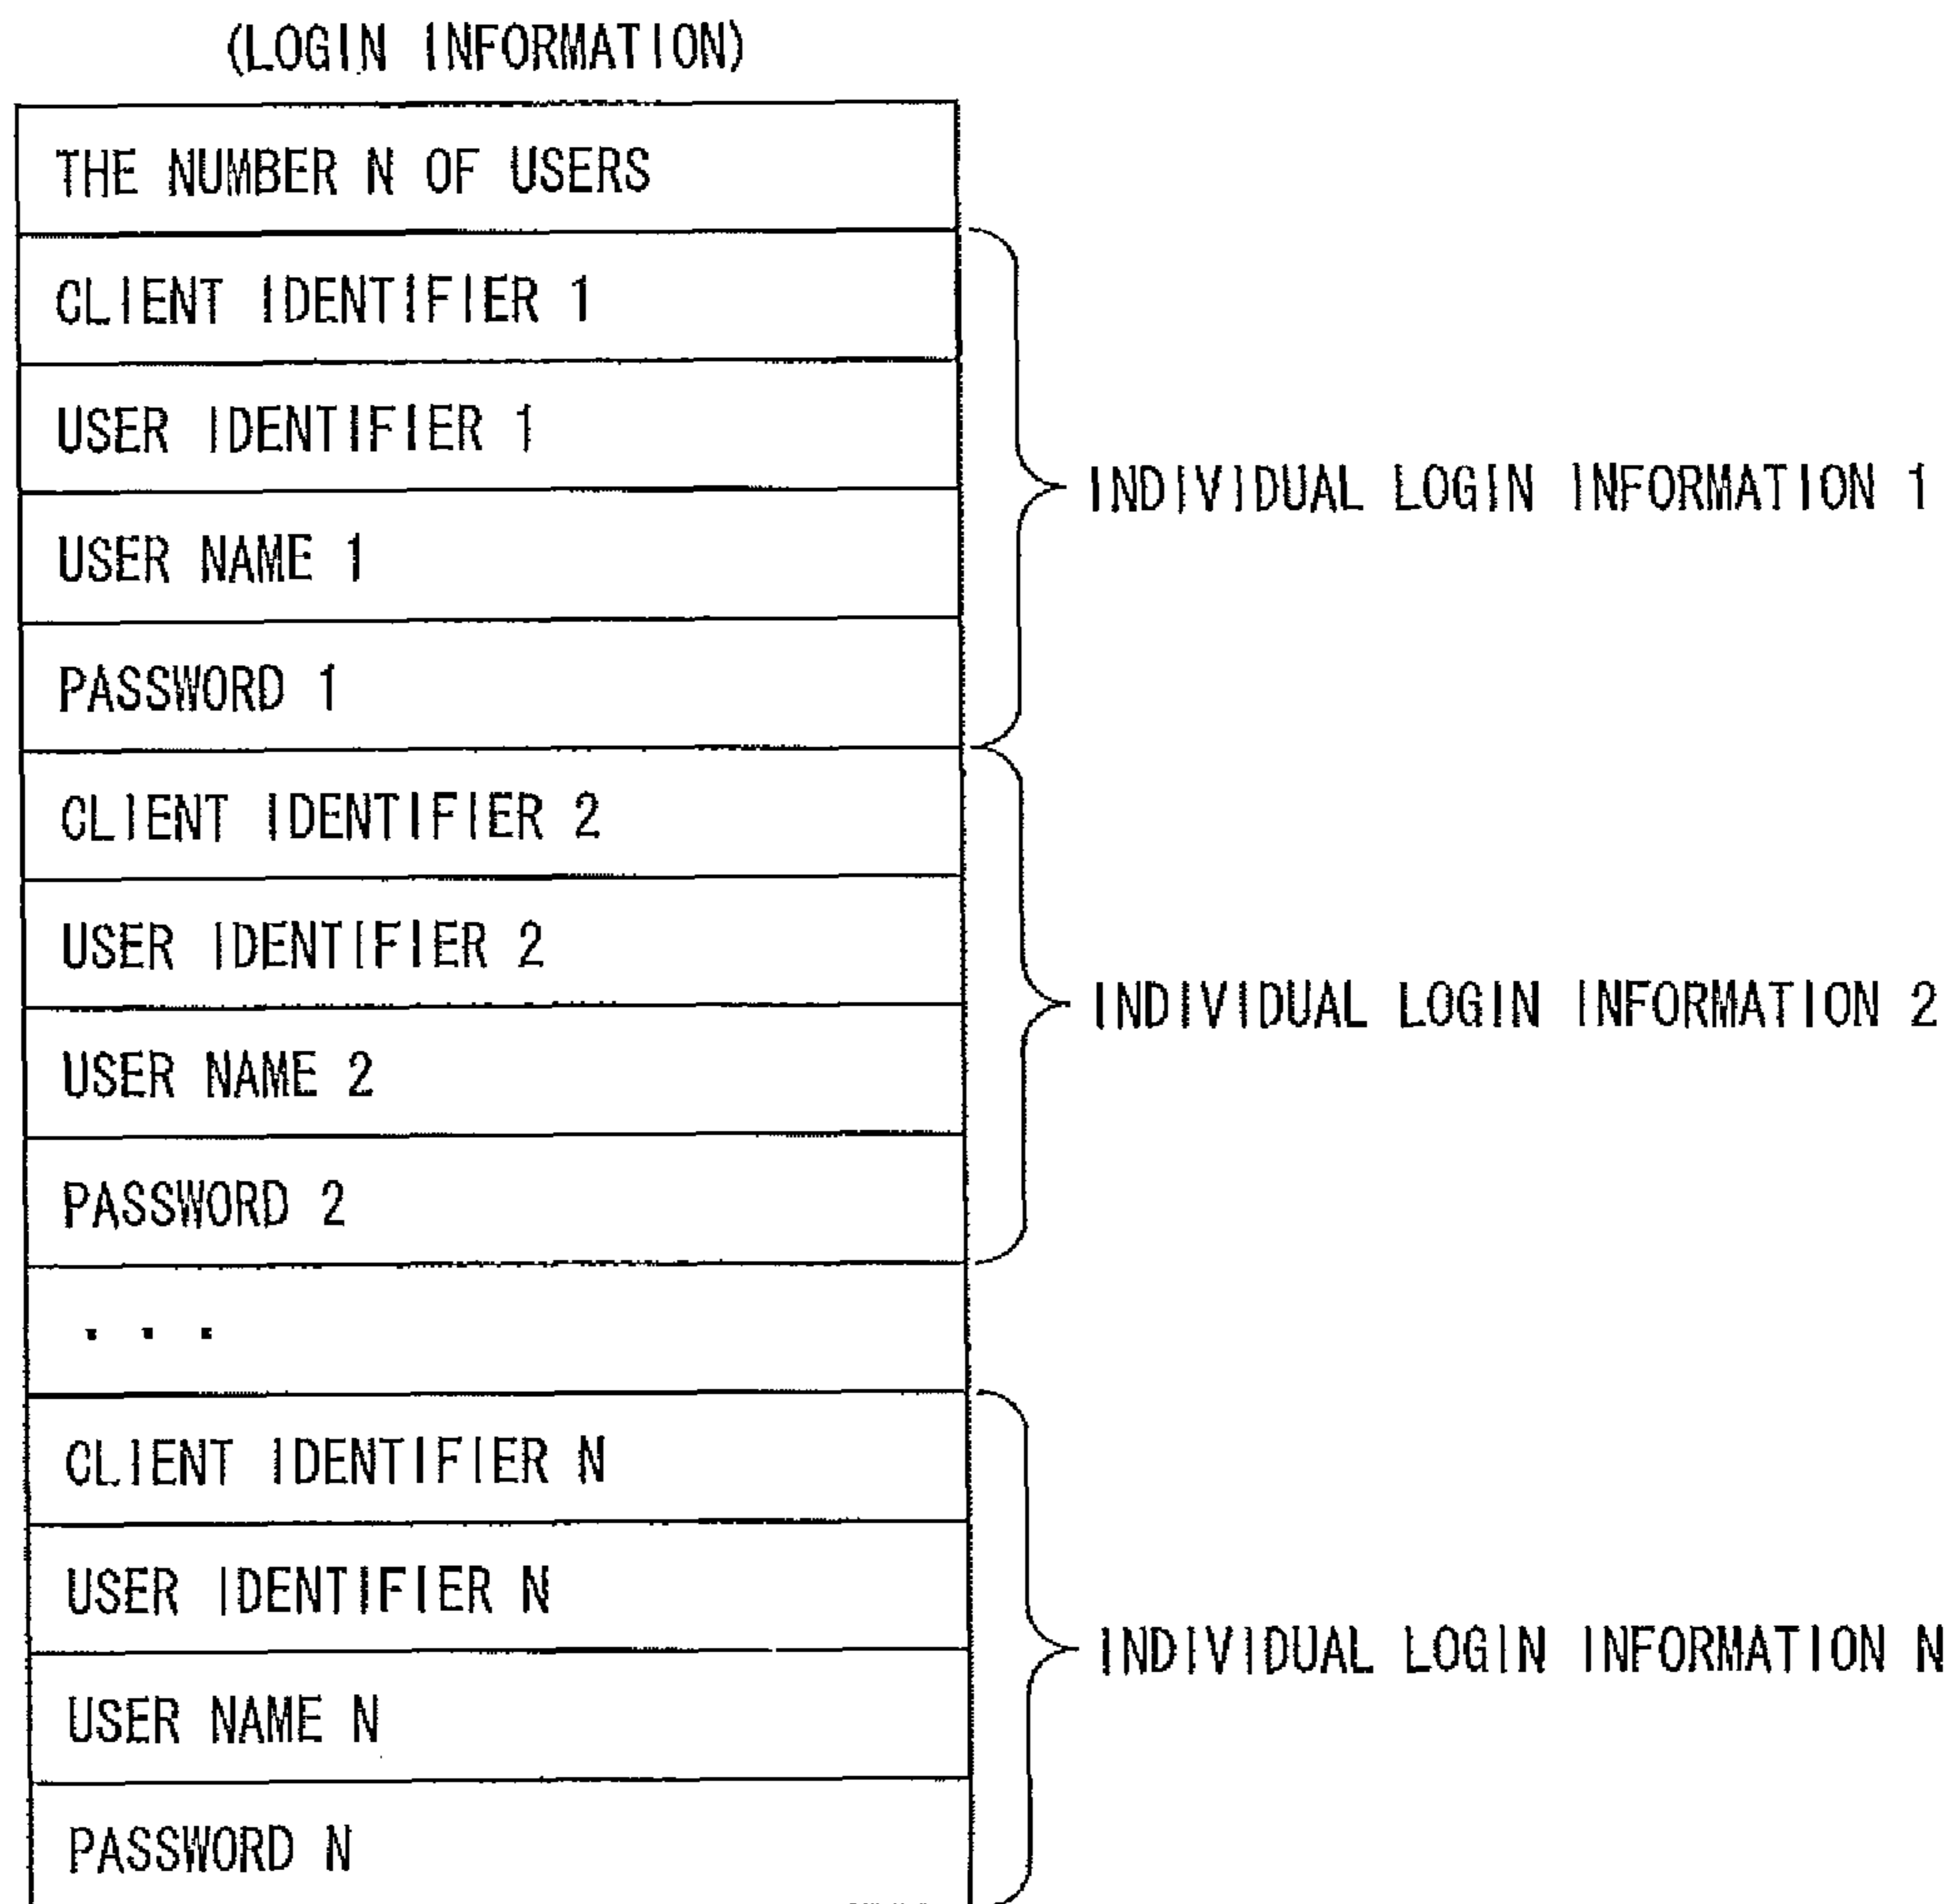 (LOGIN INFORMATION)
THE NUMBER N OF USERS
CLIENT IDENTIFIER 1
USER IDENTIFIER 1
USER NAME 1
PASSWORD 1
INDIVIDUAL LOGIN INFORMATION 1
CLIENT IDENTIFIER 2
USER IDENTIFIER 2
USER NAME 2
PASSWORD 2
INDIVIDUAL LOGIN INFORMATION 2
. . .
CLIENT IDENTIFIER N
USER IDENTIFIER N
USER NAME N
PASSWORD N
INDIVIDUAL LOGIN INFORMATION N